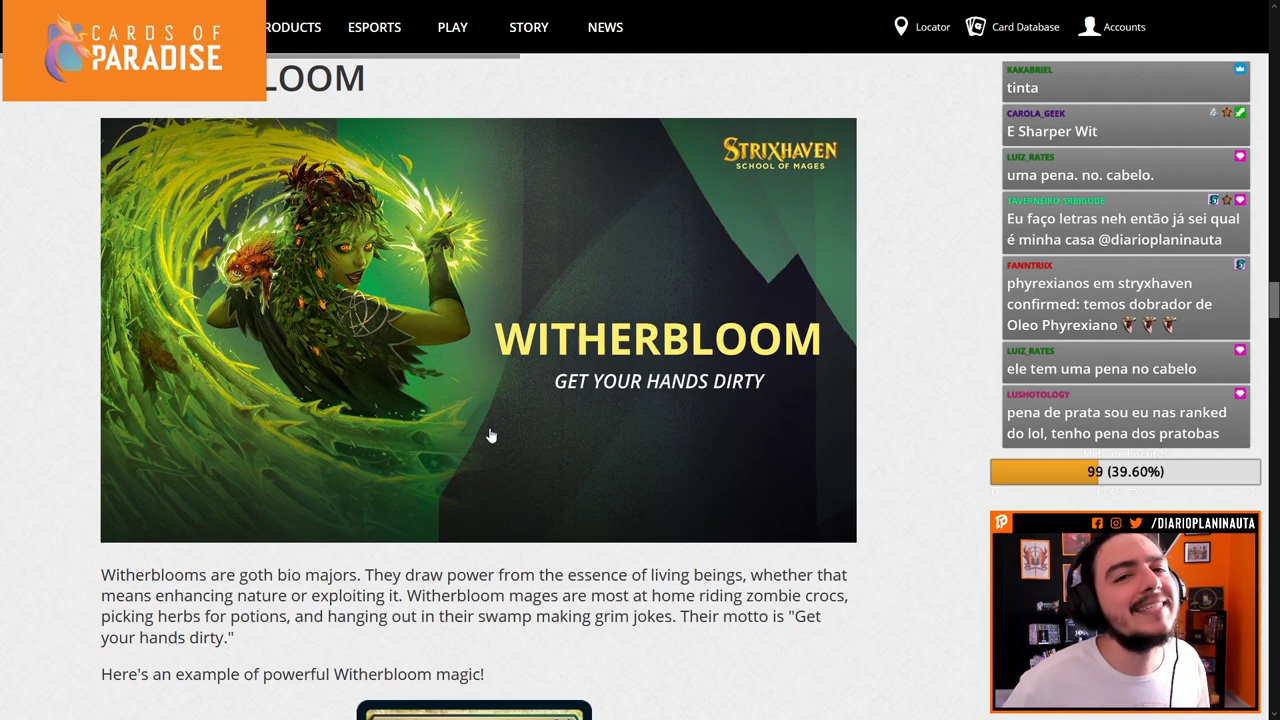 CARDS OF
PARADISE
RODUCTS
ESPORTS
PLAY
STORY
NEWS
Locator
Card Database
Accounts
LOOM
STRIXHAVEN
SCHOOL OF MAGES
WITHERBLOOM
GET YOUR HANDS DIRTY
Witherblooms are goth bio majors. They draw power from the essence of living beings, whether that
means enhancing nature or exploiting it. Witherbloom mages are most at home riding zombie crocs,
picking herbs for potions, and hanging out in their swamp making grim jokes. Their motto is "Get
your hands dirty."
Here's an example of powerful Witherbloom magic!
KAKABRIEL
tinta
CAROLA_GEEK
E Sharper Wit
LUIZ_RATES
uma pena. no. cabelo.
TAVERNEIRO_SRBIGODE
Eu faço letras neh então já sei qual
é minha casa @diarioplaninauta
FANNTRIIX
phyrexianos em stryxhaven
confirmed: temos dobrador de
Oleo Phyrexiano
LUIZ_RATES
ele tem uma pena no cabelo
LUSHOTOLOGY
pena de prata sou eu nas ranked
do lol, tenho pena dos pratobas
99 (39.60%)
0
/DIARIOPLANINAUTA